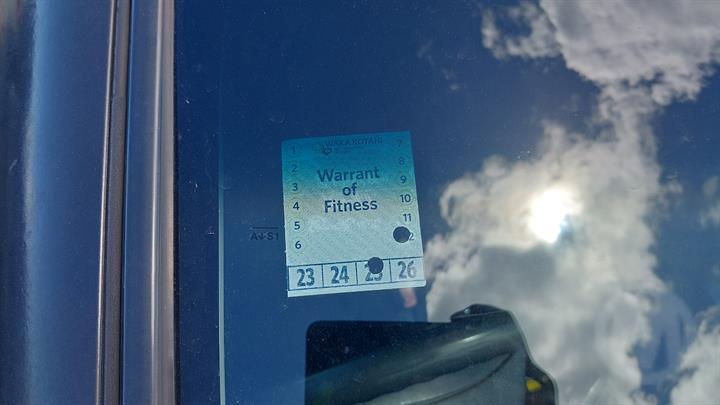 WAKA KOTAHI
1 7
2 8
Warrant
3 9
of
4 10
Fitness
5 11
6
23 24 26